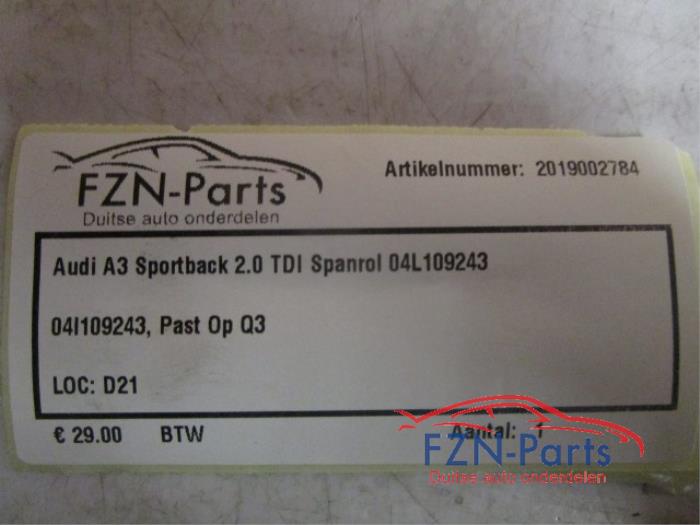 FZN-Parts
Duitse auto onderdelen
Artikelnummer: 2019002784
Audi A3 Sportback 2.0 TDI Spanrol 04L109243
04l109243, Past Op Q3
LOC: D21
€ 29.00 BTW Aantal: 1
FZN-Parts
Duitse auto onderdelen